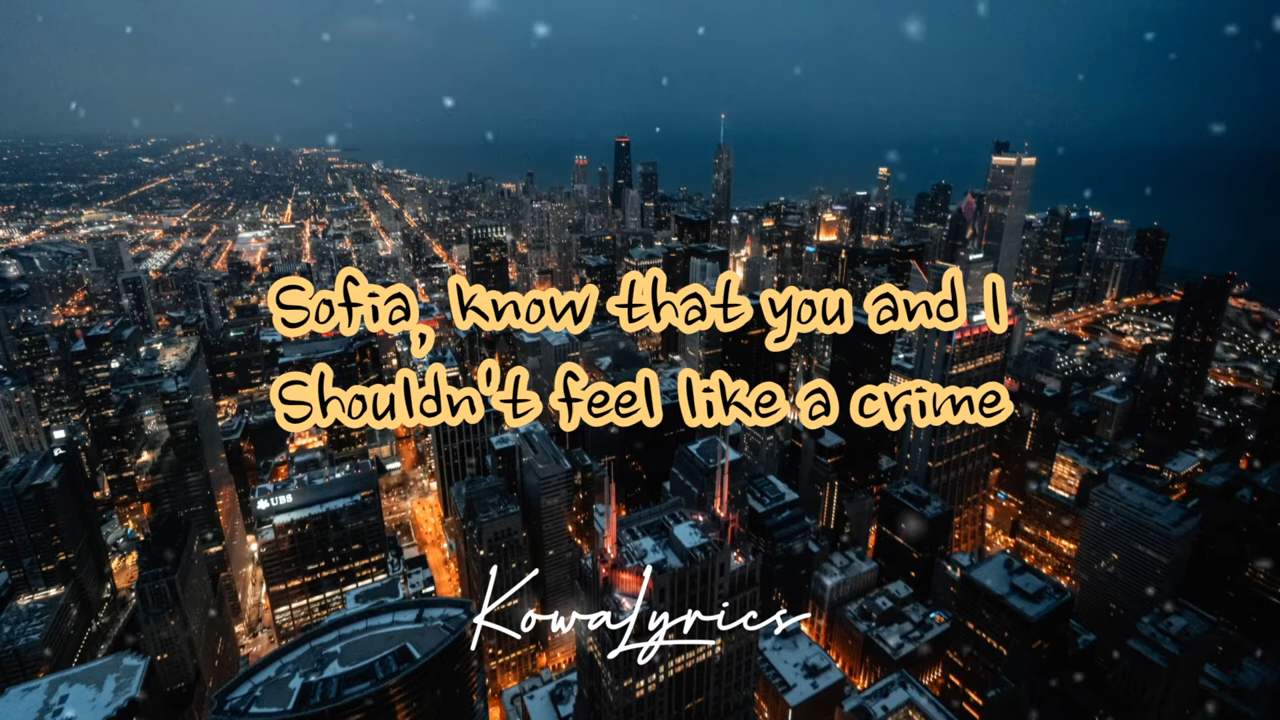 Sofia, know that you and I
Shouldn't feel like a crime
UBS
KowaLyrics